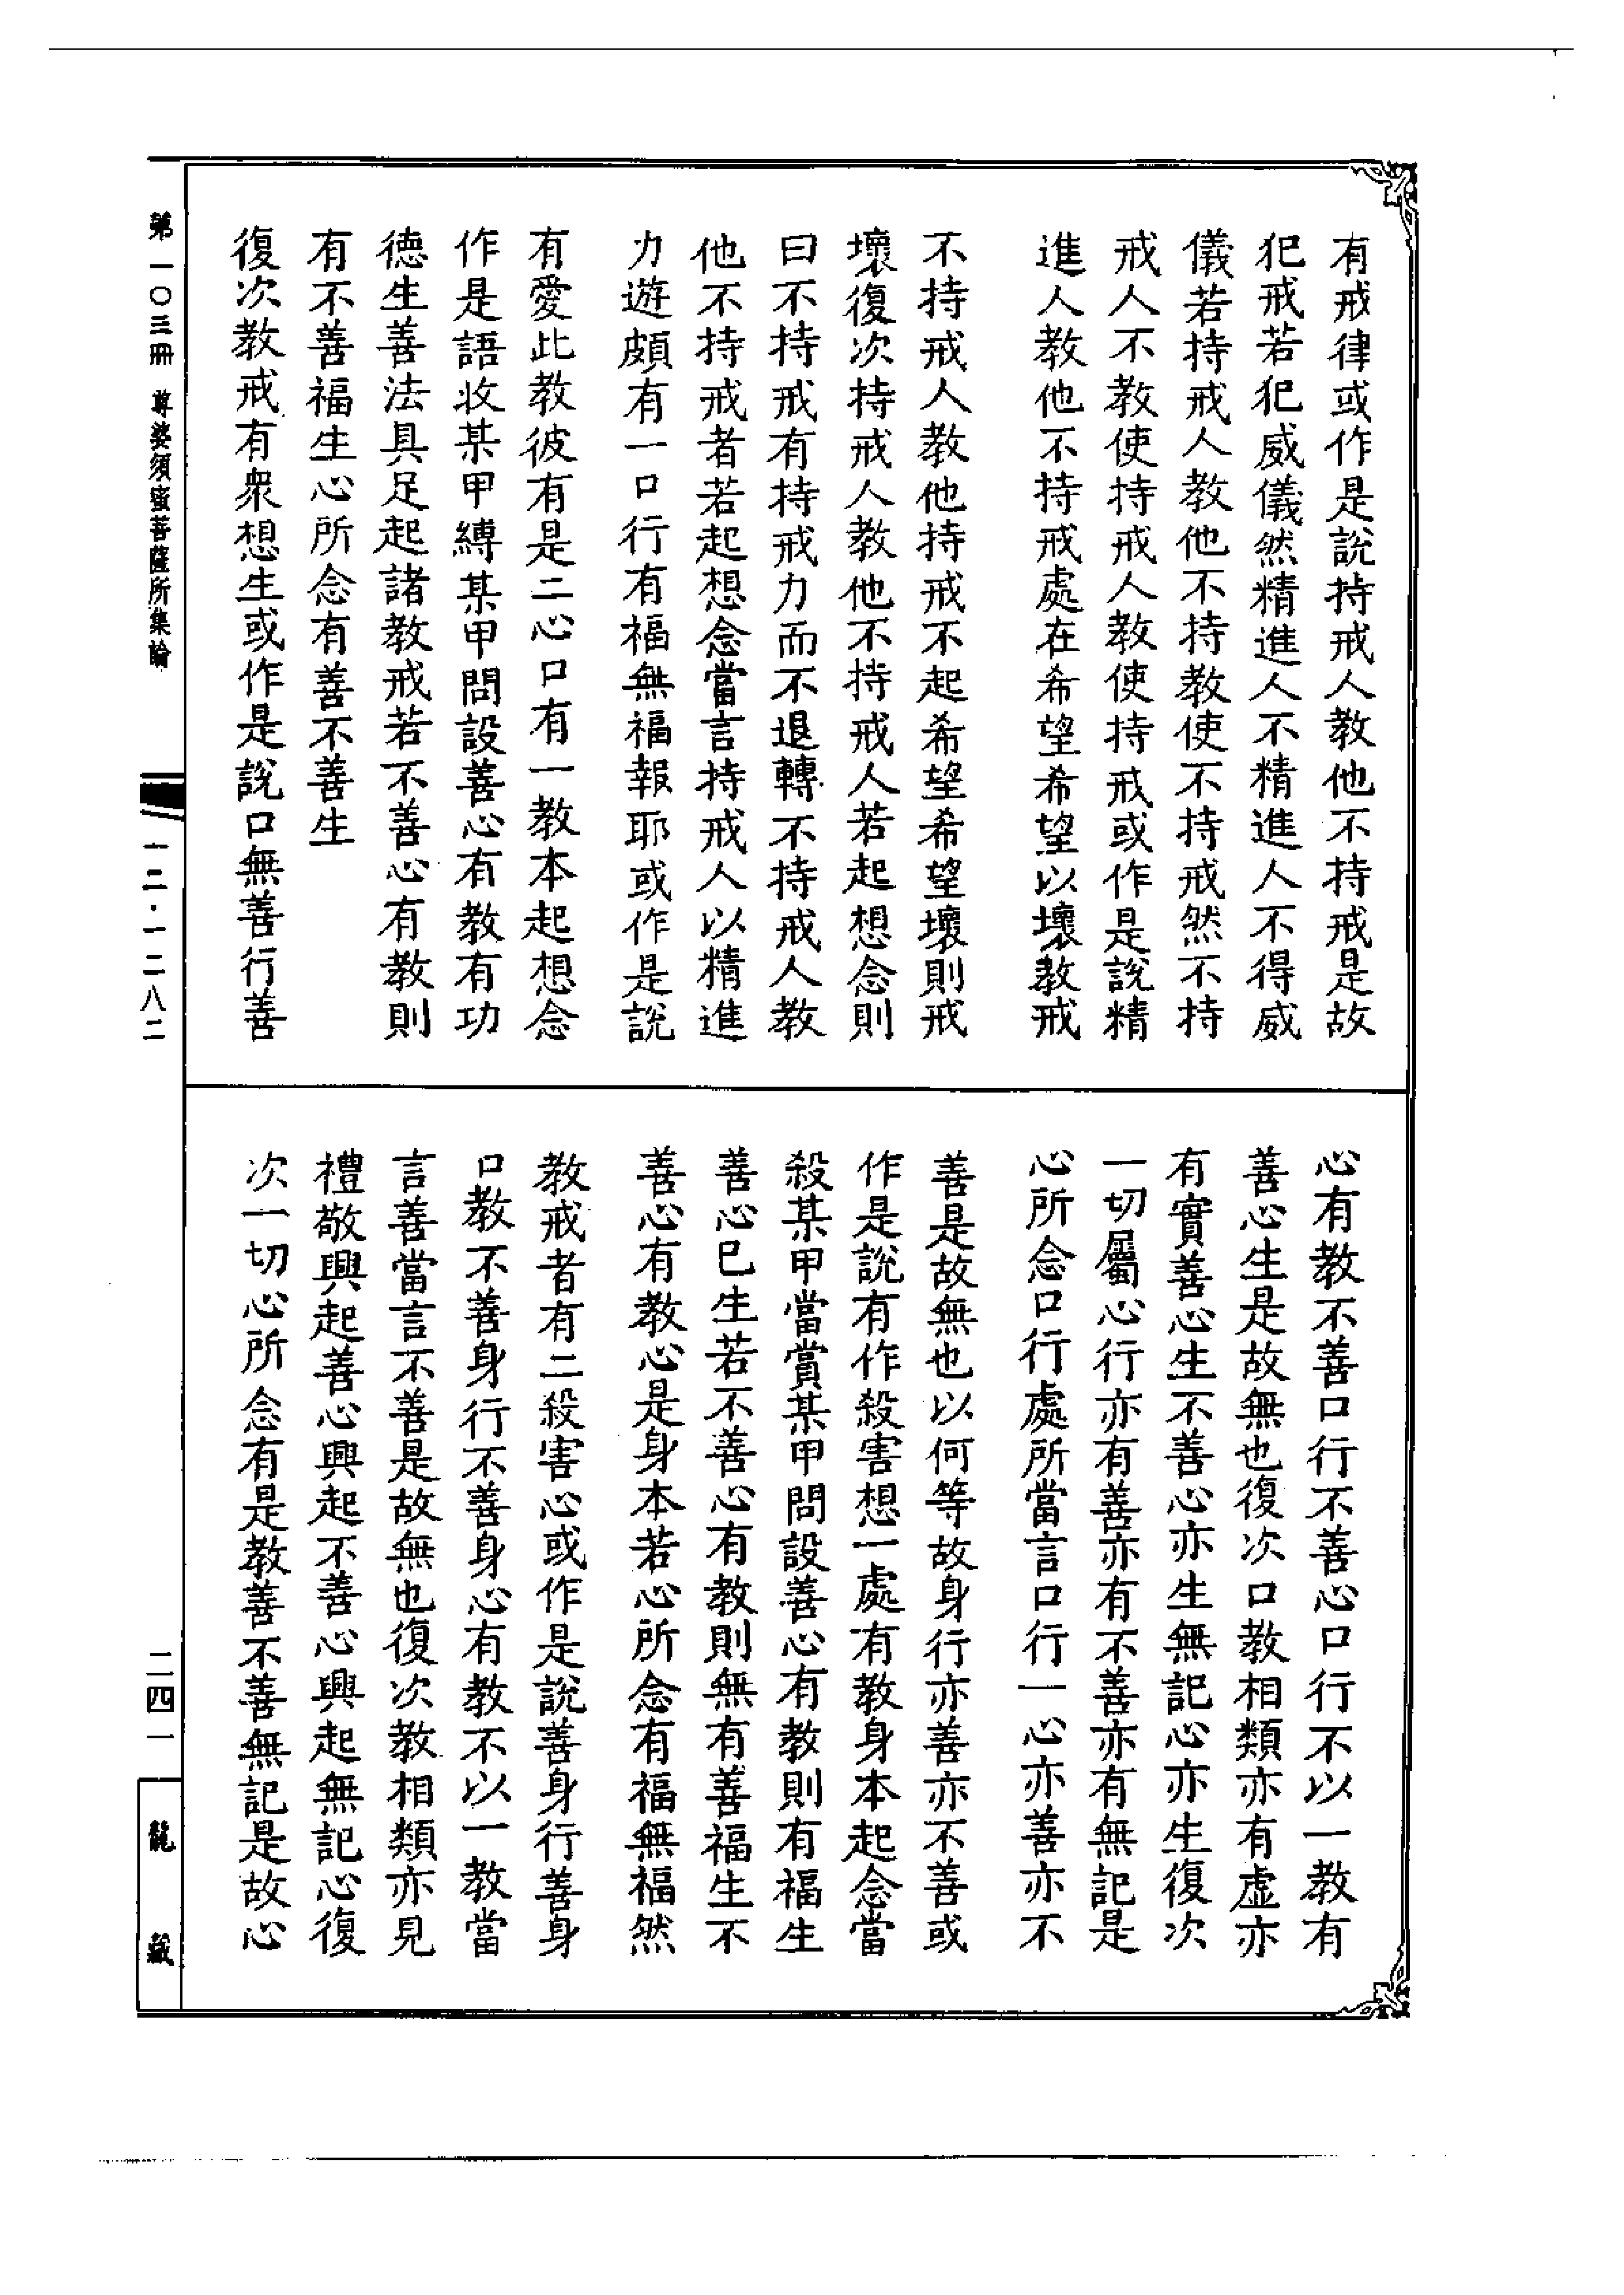 有戒律或作是說持戒人教他不持戒是故
犯戒若犯威儀然精進人不精進人不得威
儀若持戒人教他不持教使不持戒然不持
戒人不教使持戒人教使持戒或作是說精
進人教他不持戒處在希望希望以壞教戒
不持戒人教他持戒不起希望希望壞則戒
壞復次持戒人教他不持戒人若起想念則
曰不持戒有持戒力而不退轉不持戒人教
他不持戒者若起想念當言持戒人以精進
力遊頗有一口行有福無福報耶或作是說
有愛此教彼有是二心口有一教本起想念
作是語收某甲縛某甲問設善心有教有功
德生善法具足起諸教戒若不善心有教則
有不善福生心所念有善不善生
復次教戒有衆想生或作是說口無善行善
心有教不善口行不善心口行不以一教有
善心生是故無也復次口教相類亦有虛亦
有實善心生不善心亦生無記心亦生復次
一切屬心行亦有善亦有不善亦有無記是
心所念口行處所當言口行一心亦善亦不
善是故無也以何等故身行亦善亦不善或
作是說有作殺害想一處有教身本起念當
殺某甲當賞某甲問設善心有教則有福生
善心已生若不善心有教則無有善福生不
善心有教心是身本若心所念有福無福然
教戒者有二殺害心或作是說善身行善身
口教不善身行不善身心有教不以一教當
言善當言不善是故無也復次教相類亦見
禮敬興起善心興起不善心興起無記心復
次一切心所念有是教善不善無記是故心
第一〇三冊 尊婆須蜜菩薩所集論
一二·一二八二
二四一
龍藏